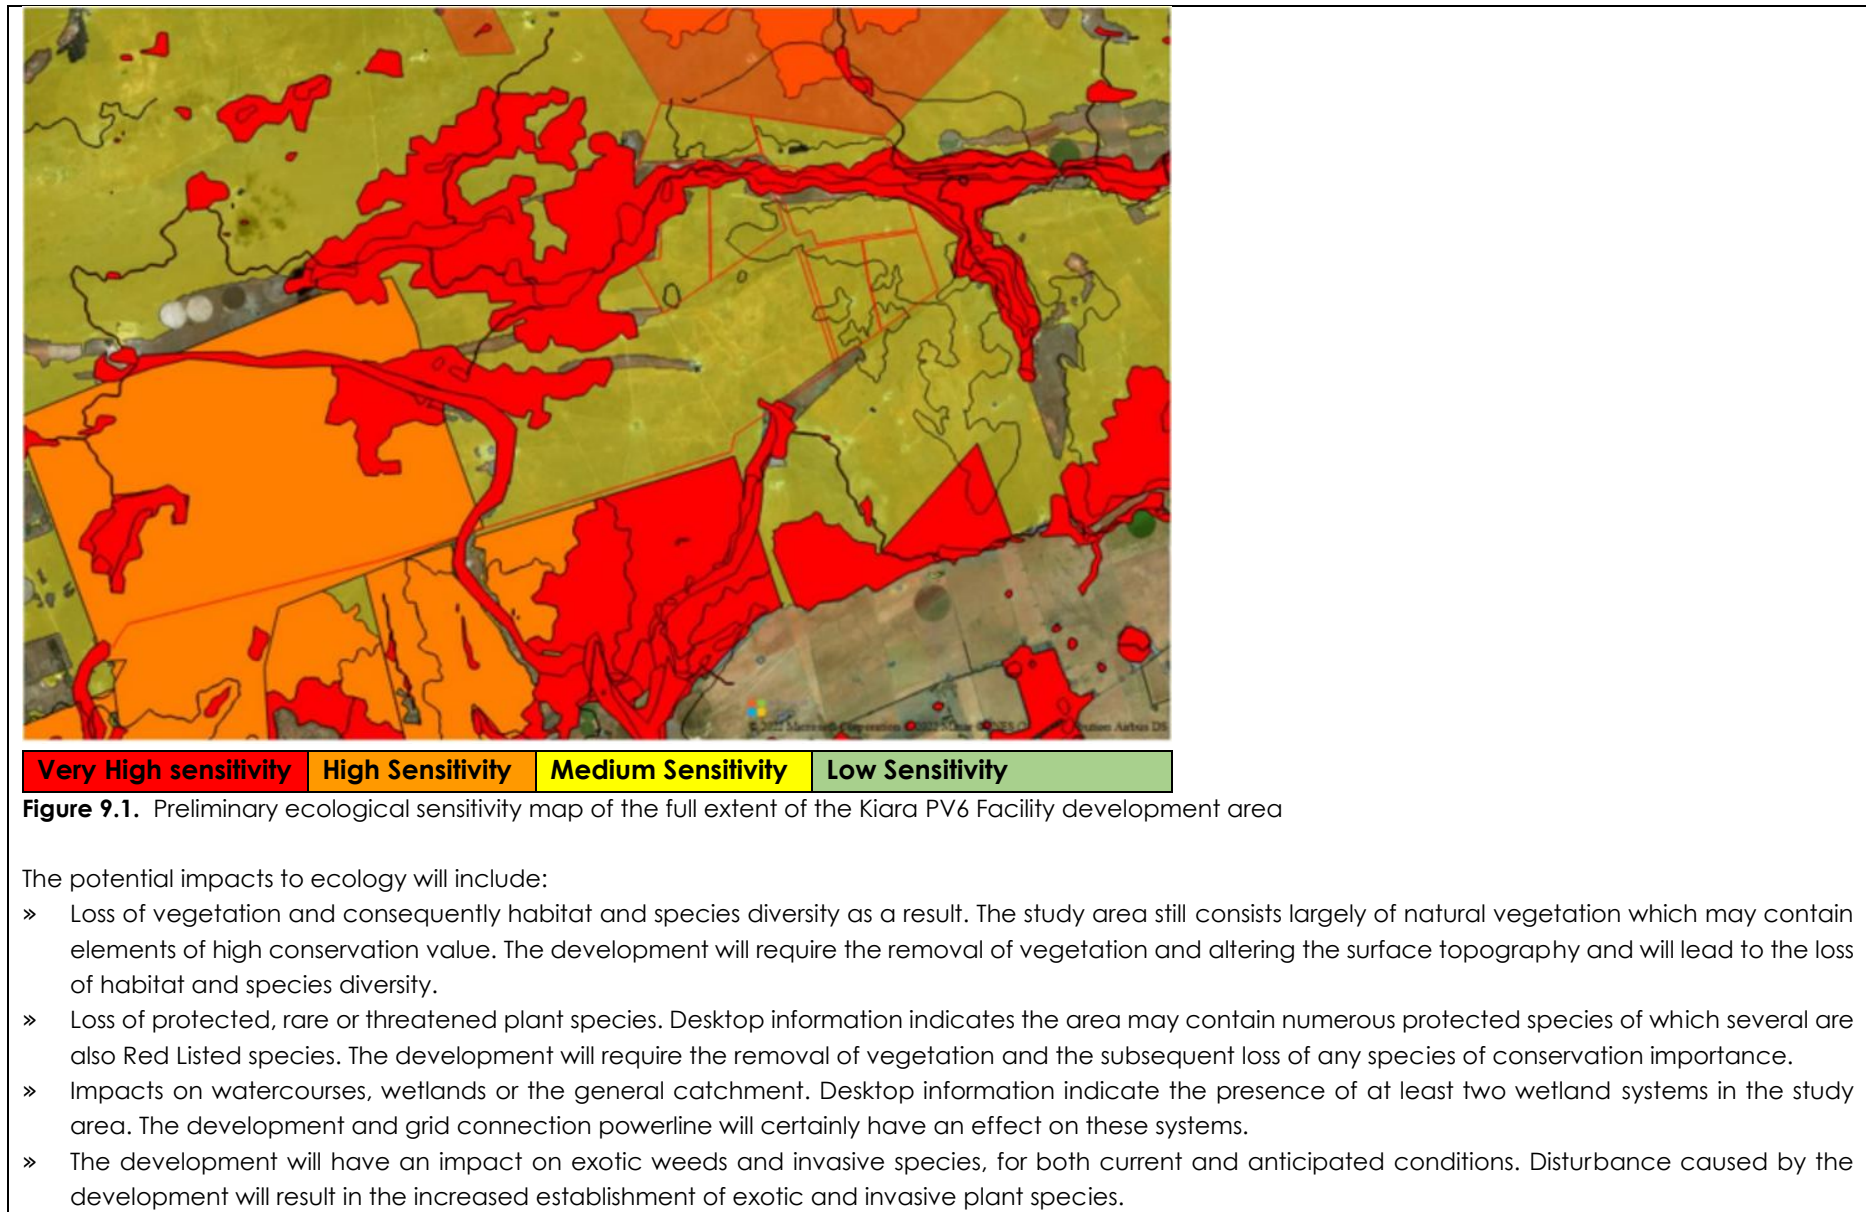 © 2022 Microsoft Corporation © 2022 Maxar © CNES Distribution Airbus DS
Very High sensitivity High Sensitivity Medium Sensitivity Low Sensitivity
Figure 9.1. Preliminary ecological sensitivity map of the full extent of the Kiara PV6 Facility development area
The potential impacts to ecology will include:
» Loss of vegetation and consequently habitat and species diversity as a result. The study area still consists largely of natural vegetation which may contain
elements of high conservation value. The development will require the removal of vegetation and altering the surface topography and will lead to the loss
of habitat and species diversity.
» Loss of protected, rare or threatened plant species. Desktop information indicates the area may contain numerous protected species of which several are
also Red Listed species. The development will require the removal of vegetation and the subsequent loss of any species of conservation importance.
» Impacts on watercourses, wetlands or the general catchment. Desktop information indicate the presence of at least two wetland systems in the study
area. The development and grid connection powerline will certainly have an effect on these systems.
» The development will have an impact on exotic weeds and invasive species, for both current and anticipated conditions. Disturbance caused by the
development will result in the increased establishment of exotic and invasive plant species.